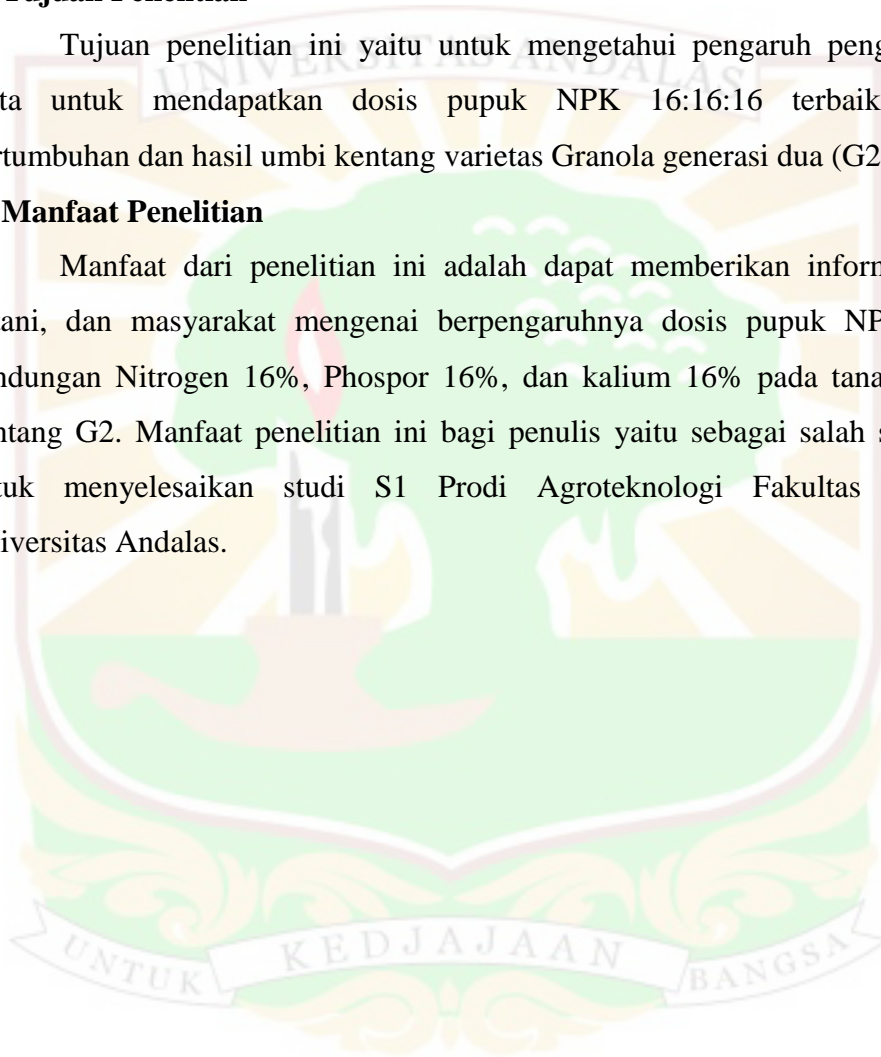 Tujuan Penelitian
Tujuan penelitian ini yaitu untuk mengetahui pengaruh peng
ta untuk mendapatkan dosis pupuk NPK 16:16:16 terbaik
rtumbuhan dan hasil umbi kentang varietas Granola generasi dua (G2
Manfaat Penelitian
Manfaat dari penelitian ini adalah dapat memberikan inform
ani, dan masyarakat mengenai berpengaruhnya dosis pupuk NP
ndungan Nitrogen 16%, Phospor 16%, dan kalium 16% pada tana
ntang G2. Manfaat penelitian ini bagi penulis yaitu sebagai salah s
tuk menyelesaikan studi S1 Prodi Agroteknologi Fakultas
iversitas Andalas.
UNIVERSITAS ANDALAS
UNTUK KEDJAJAAN BANGSA